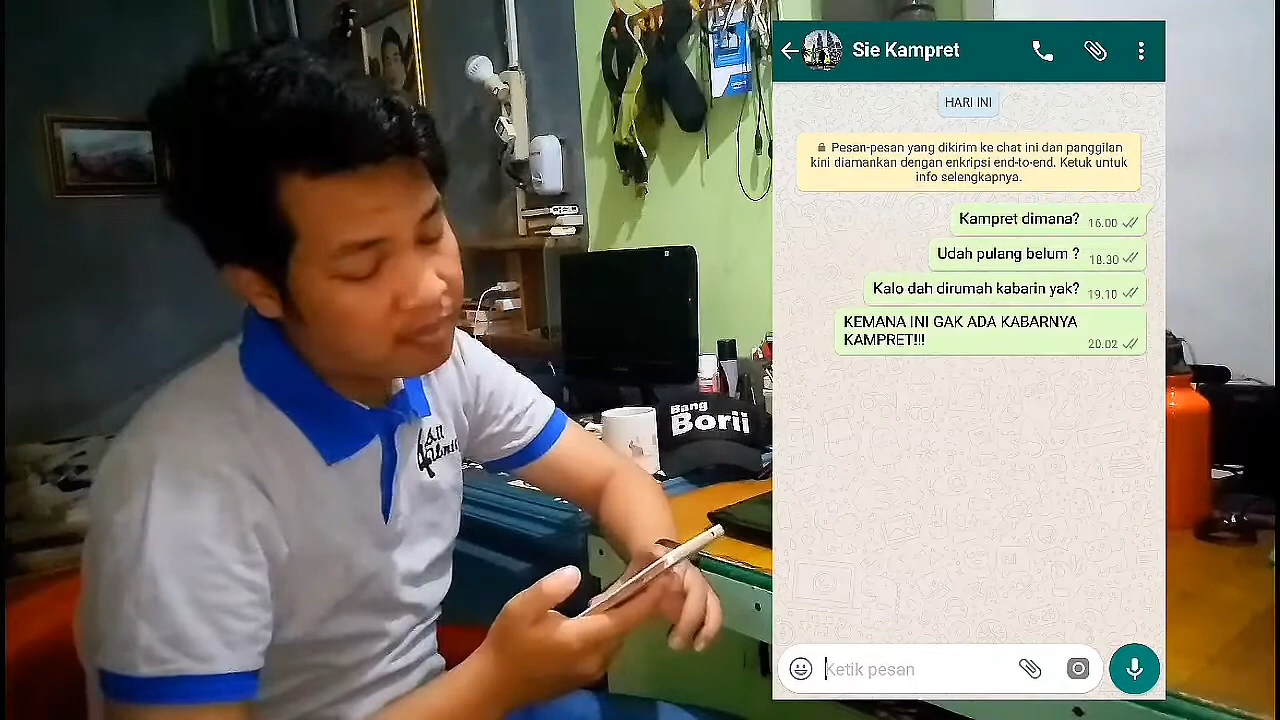 Sie Kampret
HARI INI
Pesan-pesan yang dikirim ke chat ini dan panggilan
kini diamankan dengan enkripsi end-to-end. Ketuk untuk
info selengkapnya.
Kampret dimana? 16.00
Udah pulang belum ? 18.30
Kalo dah dirumah kabarin yak? 19.10
KEMANA INI GAK ADA KABARNYA
KAMPRET!!! 20.02
Ketik pesan
Bang
Borii
All